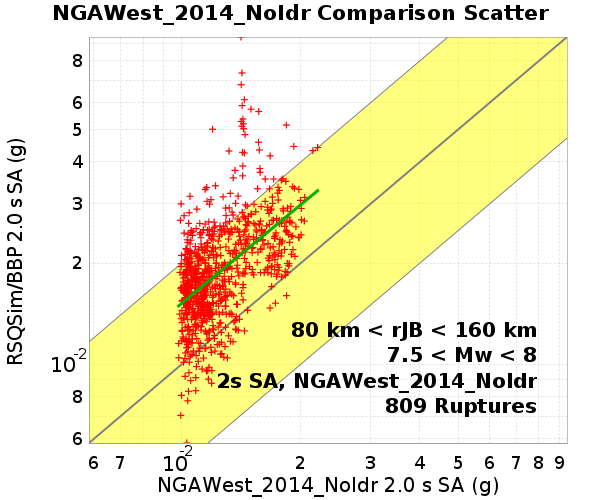 NGAWest_2014_NoIdr Comparison Scatter
RSQSim/BBP 2.0 s SA (g)
8
6
5
4
3
2
10-2
8
6
80 km < rJB < 160 km
7.5 < Mw < 8
2s SA, NGAWest_2014_NoIdr
809 Ruptures
6 7 10-2 2 3 4 5 6 7 8 9
NGAWest_2014_NoIdr 2.0 s SA (g)